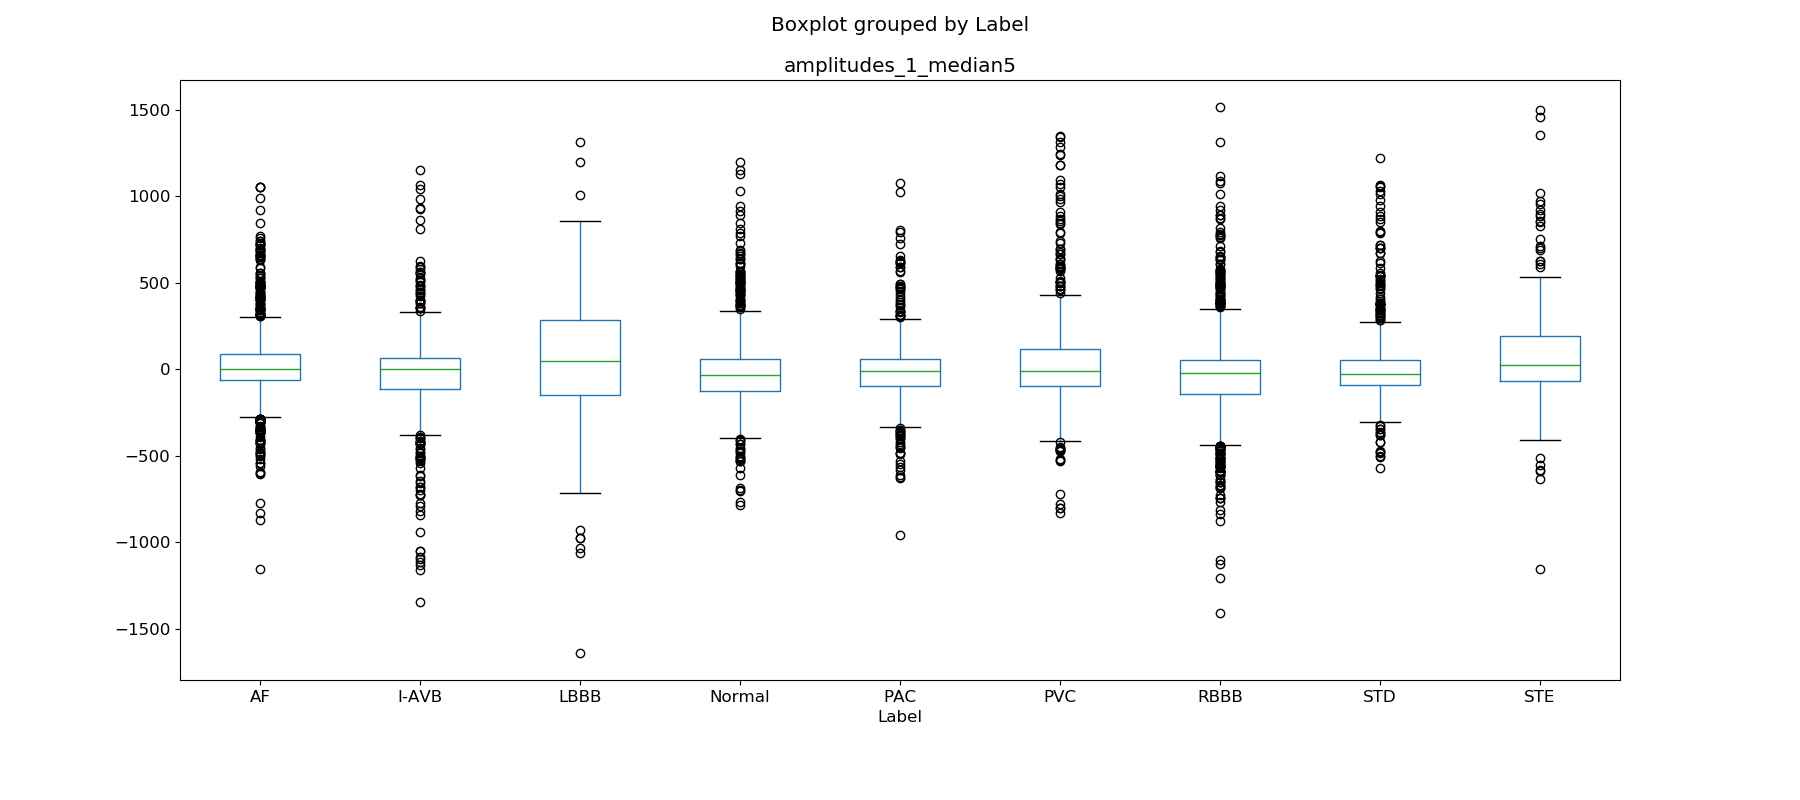 Boxplot grouped by Label
amplitudes_1_median5
1500
1000
500
0
−500
−1000
−1500
AF I-AVB LBBB Normal PAC PVC RBBB STD STE
Label